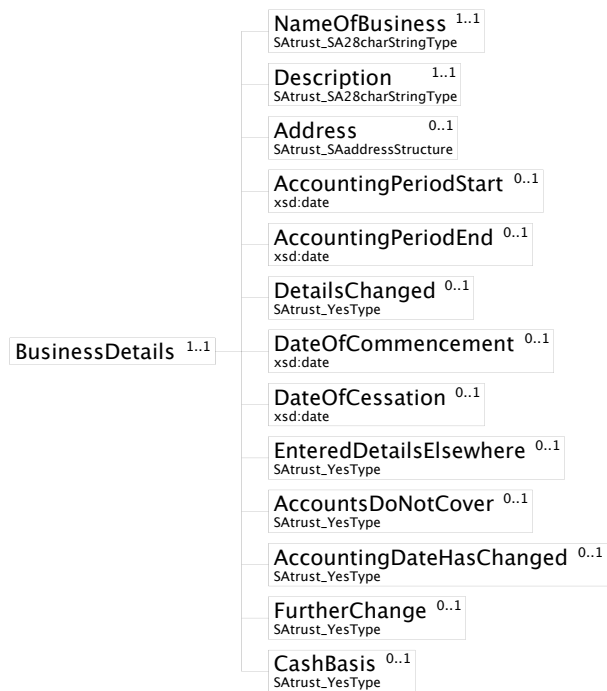 NameOfBusiness 1..1
SAtrust_SA28charStringType
Description 1..1
SAtrust_SA28charStringType
Address 0..1
SAtrust_SAaddressStructure
AccountingPeriodStart 0..1
xsd:date
AccountingPeriodEnd 0..1
xsd:date
DetailsChanged 0..1
SAtrust_YesType
BusinessDetails 1..1
DateOfCommencement 0..1
xsd:date
DateOfCessation 0..1
xsd:date
EnteredDetailsElsewhere 0..1
SAtrust_YesType
AccountsDoNotCover 0..1
SAtrust_YesType
AccountingDateHasChanged 0..1
SAtrust_YesType
FurtherChange 0..1
SAtrust_YesType
CashBasis 0..1
SAtrust_YesType